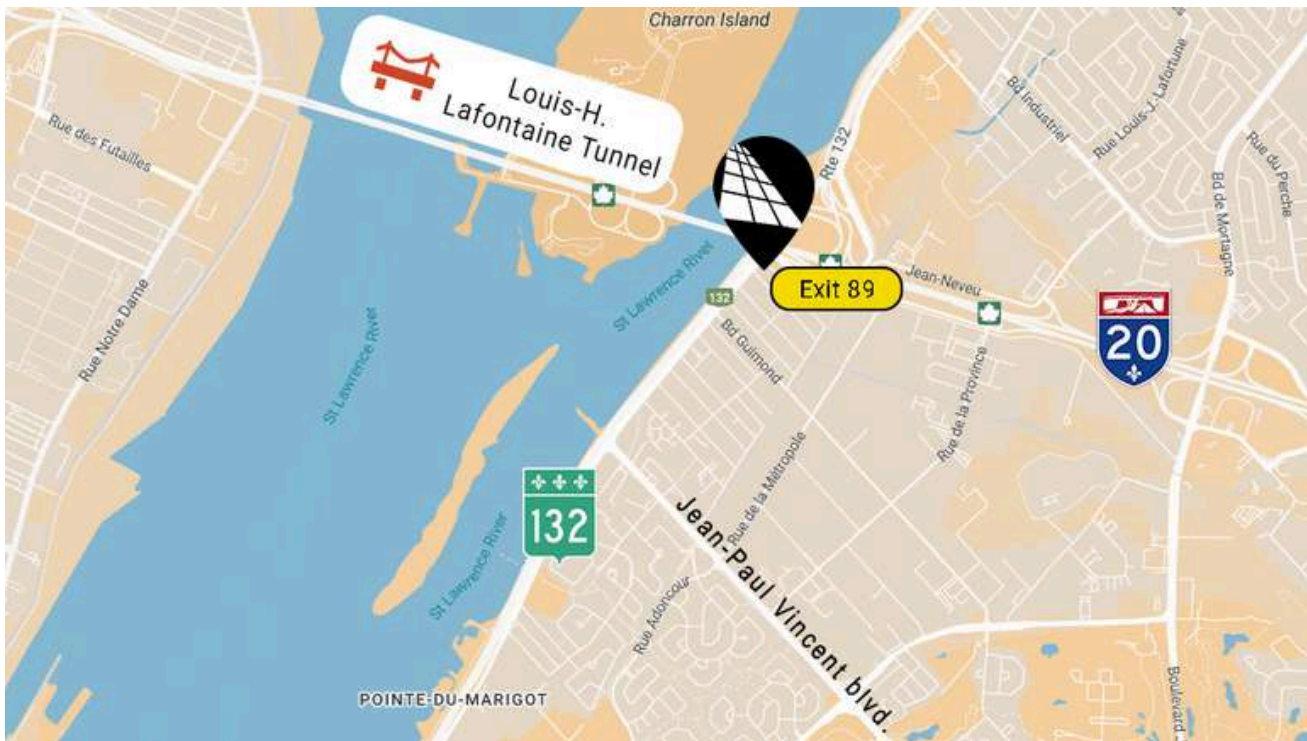 Charron Island
Louis-H.
Lafontaine Tunnel
Rue des Futailles
Rte 132
Bd Industriel
Rue Louis-J. Lafortune
Rue du Perche
Bd de Mortagne
Jean-Neveu
Exit 89
132
St Lawrence River
20
Rue Notre Dame
St Lawrence River
Bd Guimond
Rue de la Province
Rue de la Métropole
132
Jean-Paul Vincent blvd.
St Lawrence River
Rue Adoncour
POINTE-DU-MARIGOT
Boulevard